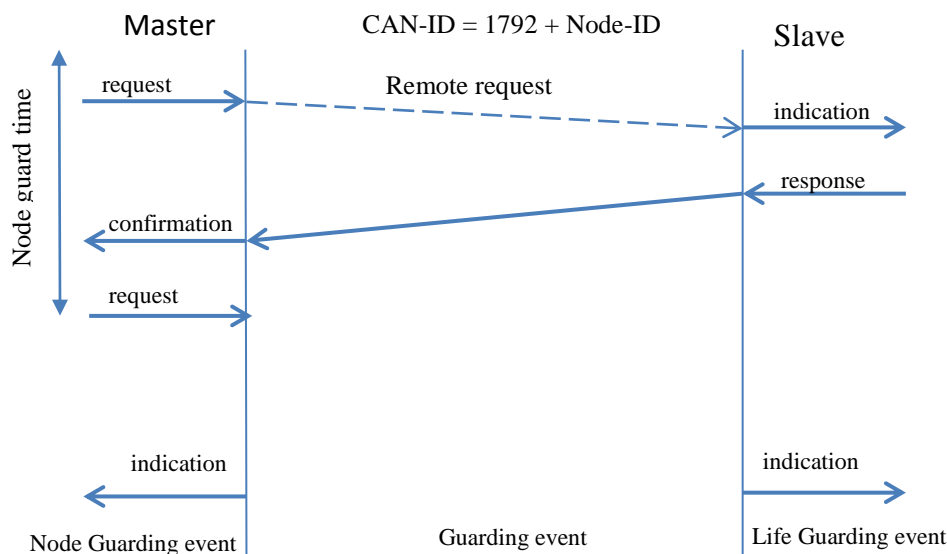 Master
CAN-ID = 1792 + Node-ID
Slave
Node guard time
request
Remote request
indication
response
confirmation
request
indication
indication
Node Guarding event
Guarding event
Life Guarding event